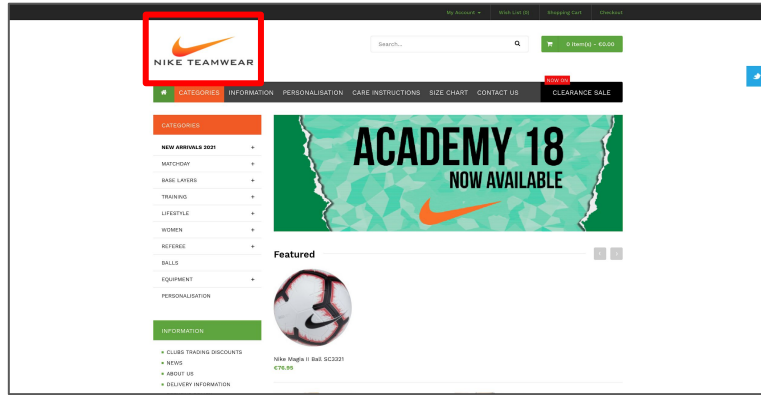 My Account Wish List (0) Shopping Cart Checkout
NIKE TEAMWEAR
Search...
0 Item(s) - €0.00
NOW ON
CATEGORIES INFORMATION PERSONALISATION CARE INSTRUCTIONS SIZE CHART CONTACT US CLEARANCE SALE
CATEGORIES
NEW ARRIVALS 2021 +
MATCHDAY +
BASE LAYERS +
TRAINING +
LIFESTYLE +
WOMEN +
REFEREE +
BALLS
EQUIPMENT +
PERSONALISATION
ACADEMY 18
NOW AVAILABLE
Featured
Nike Magia II Ball SC3321
€76.95
INFORMATION
CLUBS TRADING DISCOUNTS
NEWS
ABOUT US
DELIVERY INFORMATION